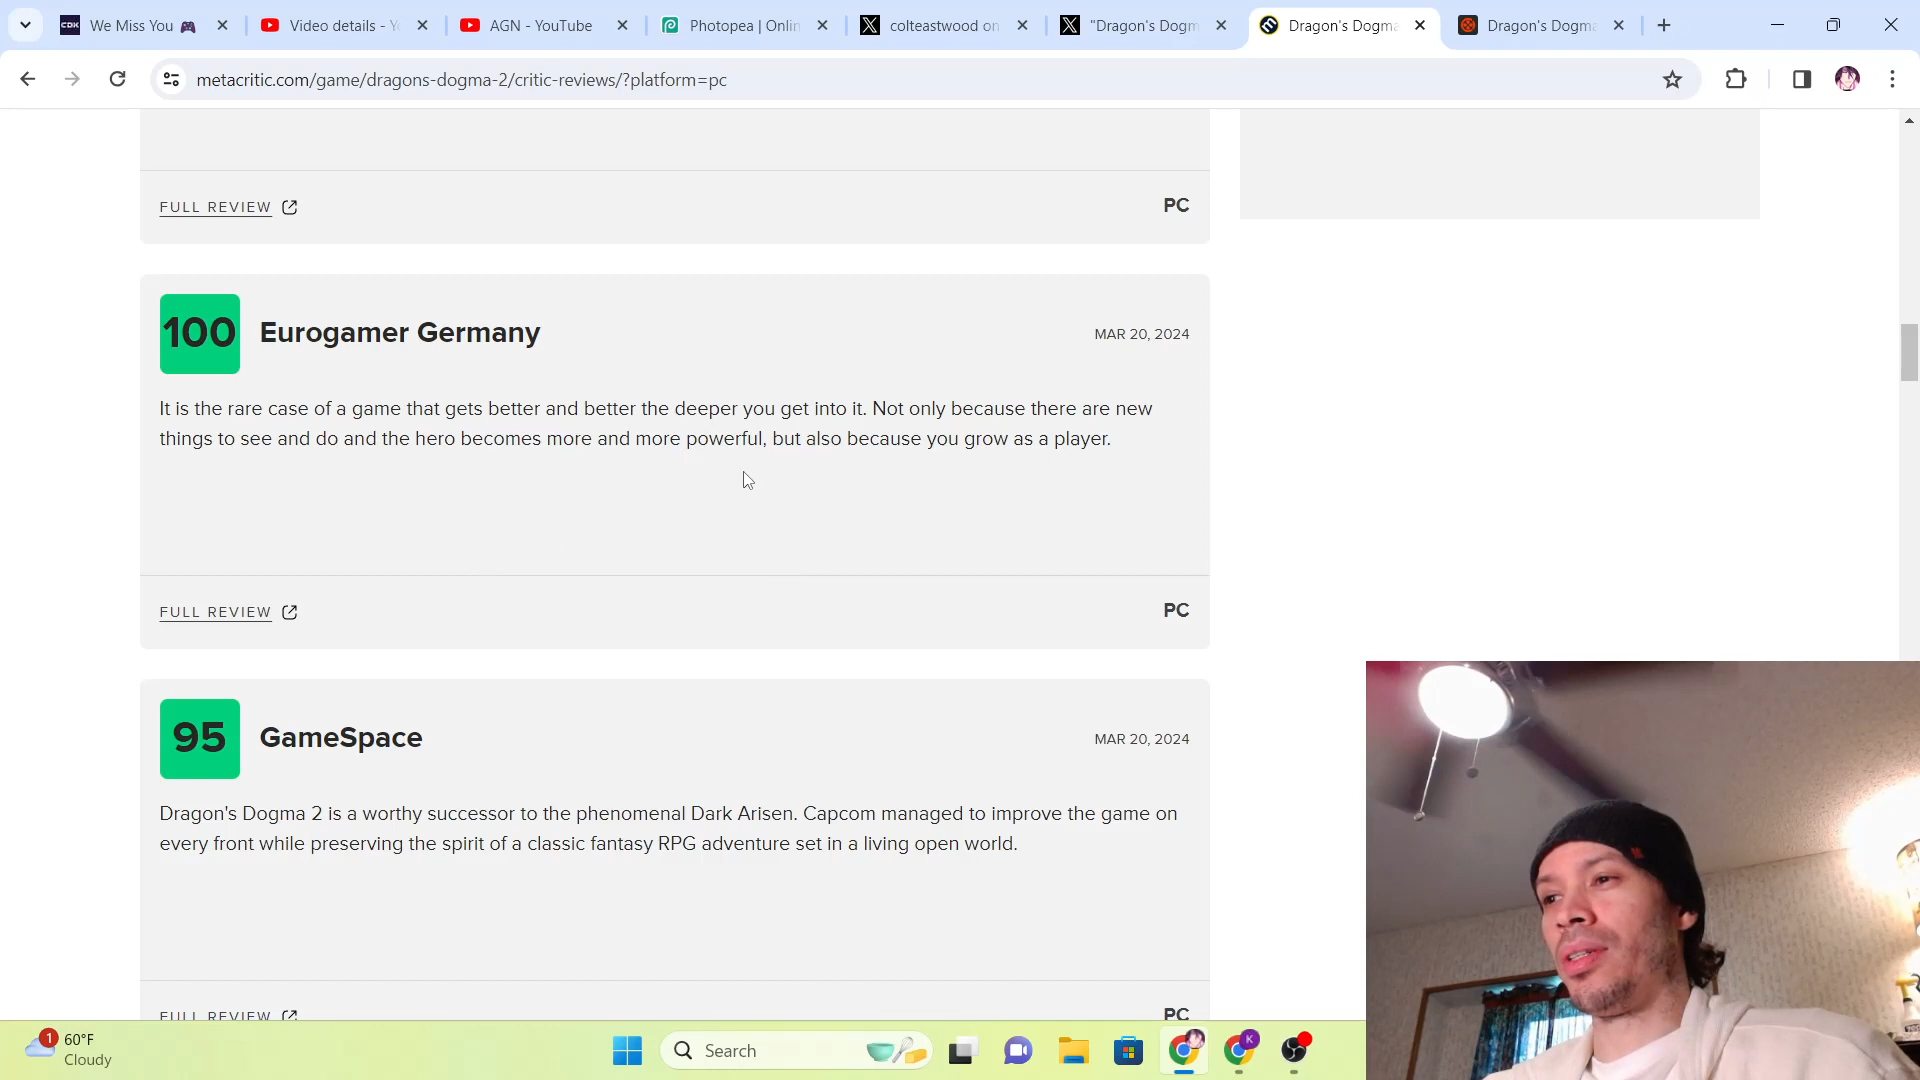 We Miss You 🎮
Video details - Y
AGN - YouTube
Photopea | Onlin
colteastwood on
"Dragon's Dogm
Dragon's Dogma
Dragon's Dogma
metacritic.com/game/dragons-dogma-2/critic-reviews/?platform=pc
FULL REVIEW
PC
100
Eurogamer Germany
MAR 20, 2024
It is the rare case of a game that gets better and better the deeper you get into it. Not only because there are new
things to see and do and the hero becomes more and more powerful, but also because you grow as a player.
FULL REVIEW
PC
95
GameSpace
MAR 20, 2024
Dragon's Dogma 2 is a worthy successor to the phenomenal Dark Arisen. Capcom managed to improve the game on
every front while preserving the spirit of a classic fantasy RPG adventure set in a living open world.
FULL REVIEW
PC
1
60°F
Cloudy
Search
K